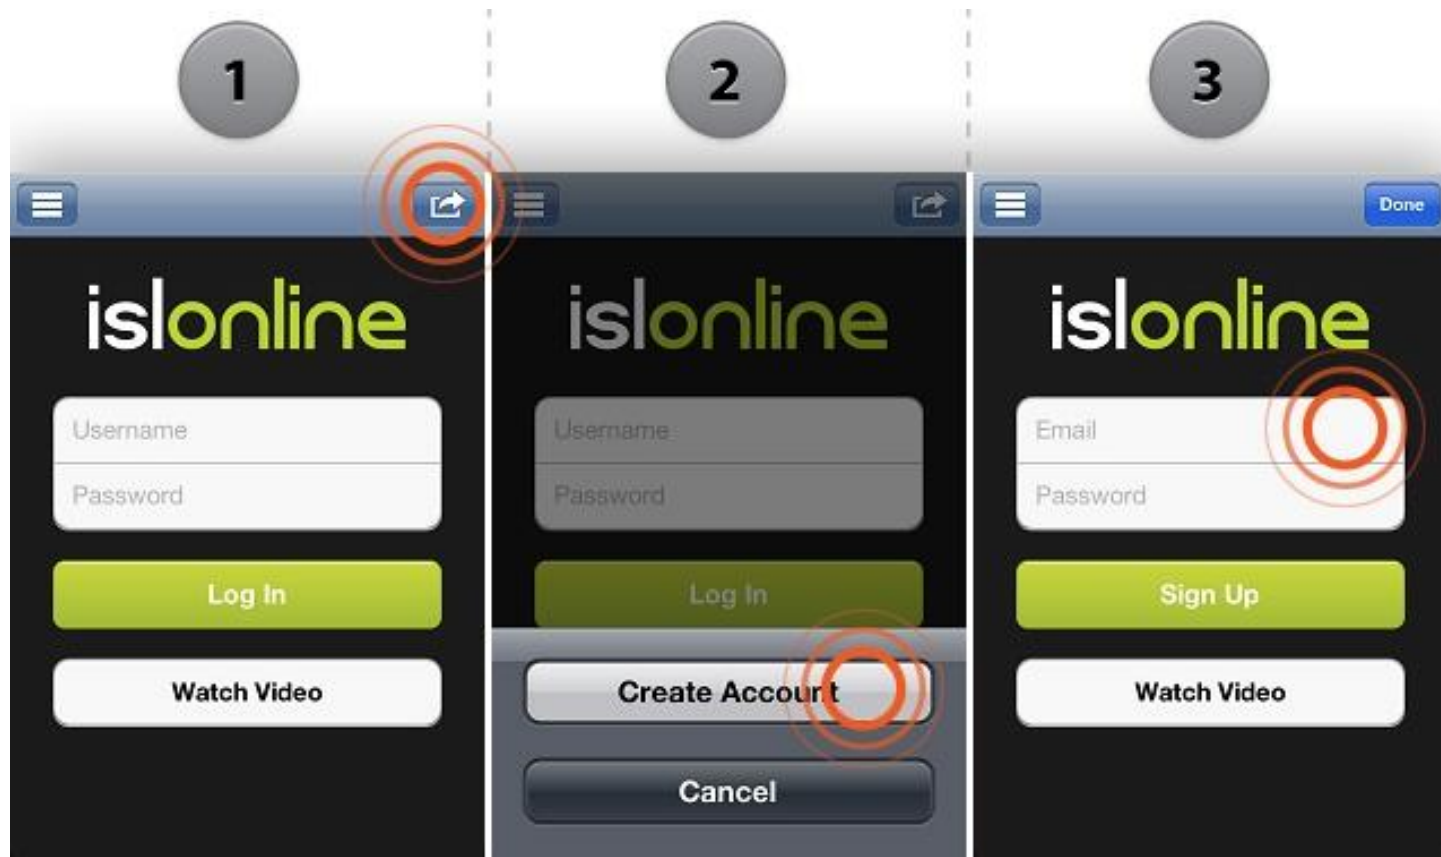 1
islonline
Username
Password
Log In
Watch Video
2
islonline
Username
Password
Log In
Create Account
Cancel
3
Done
islonline
Email
Password
Sign Up
Watch Video